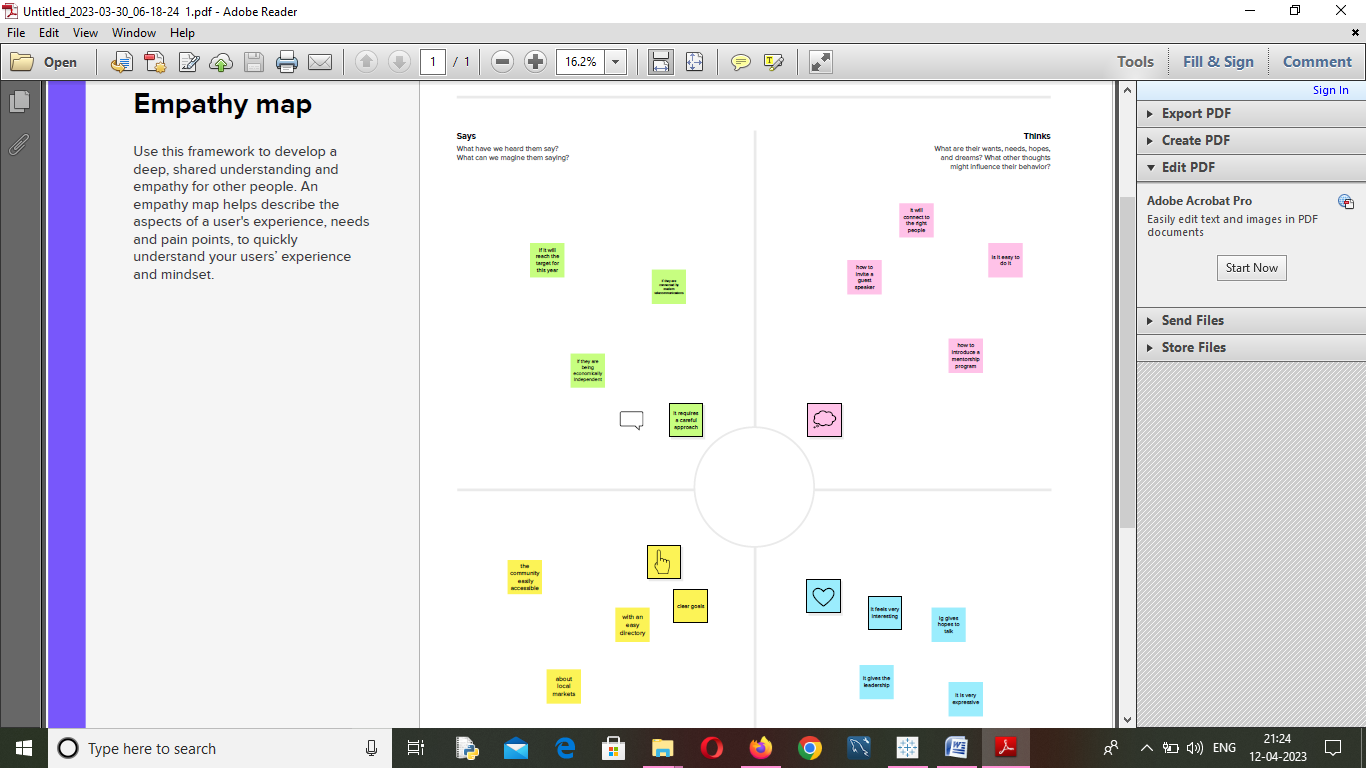 Untitled_2023-03-30_06-18-24 1.pdf - Adobe Reader
File Edit View Window Help
Open
1 / 1
16.2%
Tools
Fill & Sign
Comment
Sign In
Export PDF
Create PDF
Edit PDF
Adobe Acrobat Pro
Easily edit text and images in PDF
documents
Start Now
Send Files
Store Files
Empathy map
Use this framework to develop a
deep, shared understanding and
empathy for other people. An
empathy map helps describe the
aspects of a user's experience, needs
and pain points, to quickly
understand your users’ experience
and mindset.
Says
What have we heard them say?
What can we magine them saying?
Thinks
What are their wants, needs, hopes,
and dreams? What other thoughts
might influence their behavior?
if it will
reach the
target for
this year
if they are
being
economically
independent
It requires
a careful
approach
it will
connect to
the right
people
how to
invite a
guest
speaker
is it easy to
do it
how to
introduce a
mentorship
program
the
community
easily
accessible
with an
easy
directory
clear goals
about
local
markets
it feels very
interesting
ig gives
hopes to
talk
it gives the
leadership
it is very
expressive
Type here to search
ENG
21:24
12-04-2023